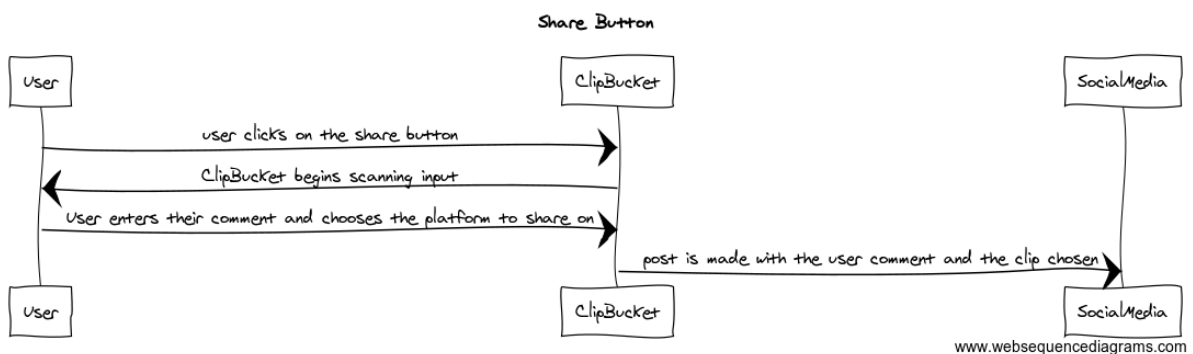 Share Button
User
ClipBucket
SocialMedia
user clicks on the share button
ClipBucket begins scanning input
User enters their comment and chooses the platform to share on
post is made with the user comment and the clip chosen
User
ClipBucket
SocialMedia
www.websequencediagrams.com